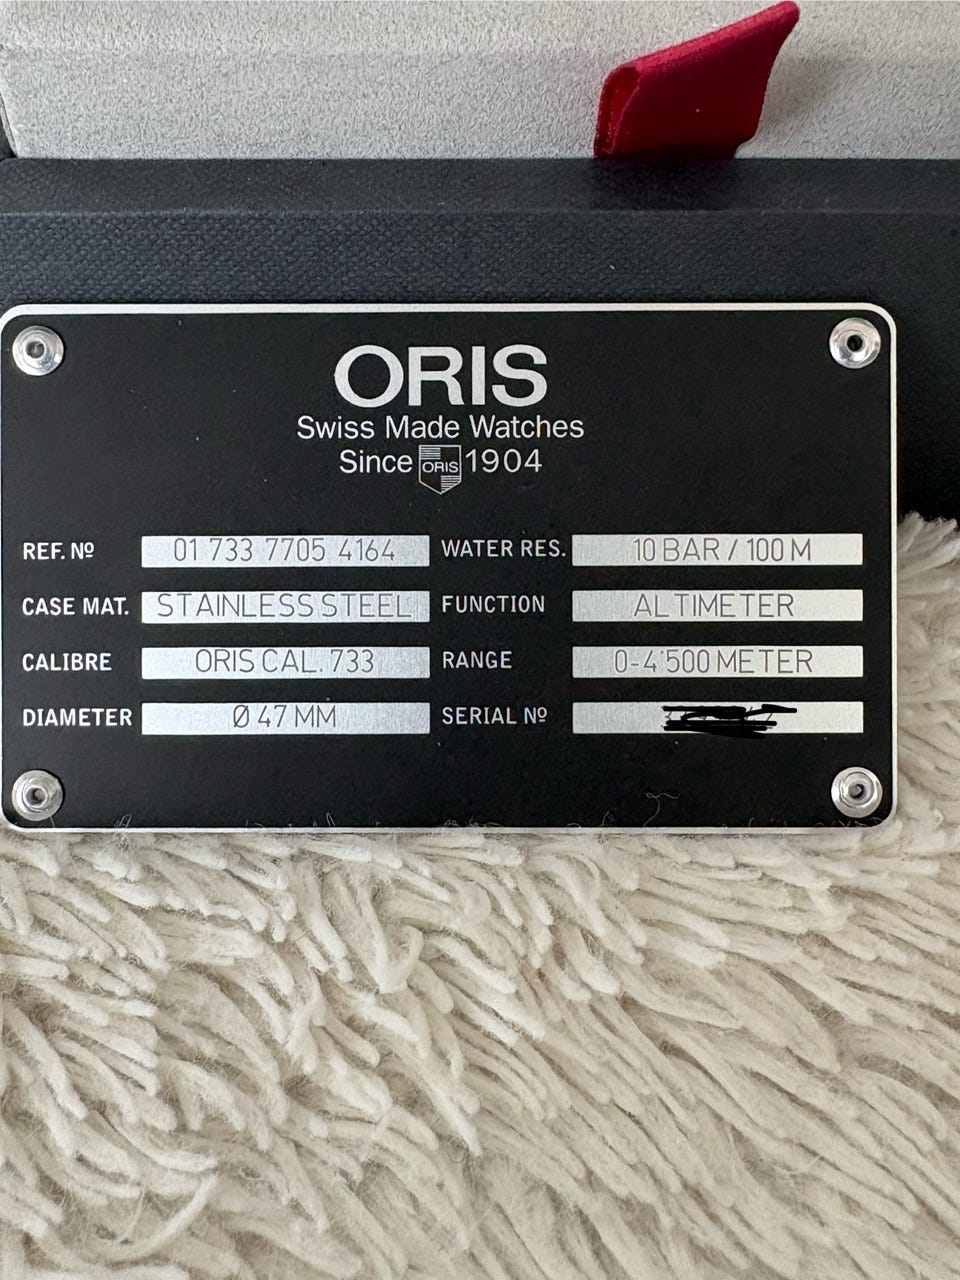 ORIS
Swiss Made Watches
Since ORIS 1904
REF. Nº 01 733 7705 4164 WATER RES. 10 BAR / 100 M
CASE MAT. STAINLESS STEEL FUNCTION ALTIMETER
CALIBRE ORIS CAL. 733 RANGE 0-4'500 METER
DIAMETER Ø 47 MM SERIAL Nº